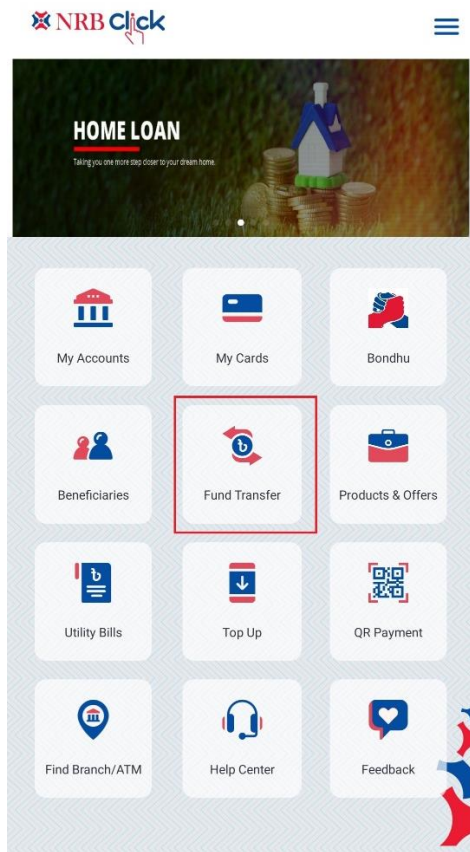 NRB Click
HOME LOAN
Taking you one more step closer to your dream home.
My Accounts
My Cards
Bondhu
Beneficiaries
৳
Fund Transfer
Products & Offers
৳
Utility Bills
Top Up
QR Payment
Find Branch/ATM
Help Center
Feedback